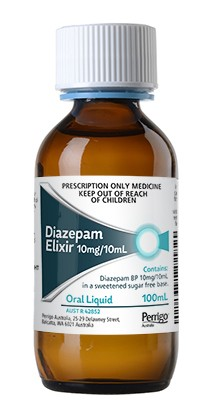 PRESCRIPTION ONLY MEDICINE
KEEP OUT OF REACH
OF CHILDREN
Diazepam
Elixir 10mg/10mL
Contains:
Diazepam BP 10mg/10mL
in a sweetened sugar free base.
Oral Liquid 100mL
AUST R 42852
Perrigo Australia, 25-29 Delawney Street,
Balcatta, WA 6021 Australia
Perrigo
Australia